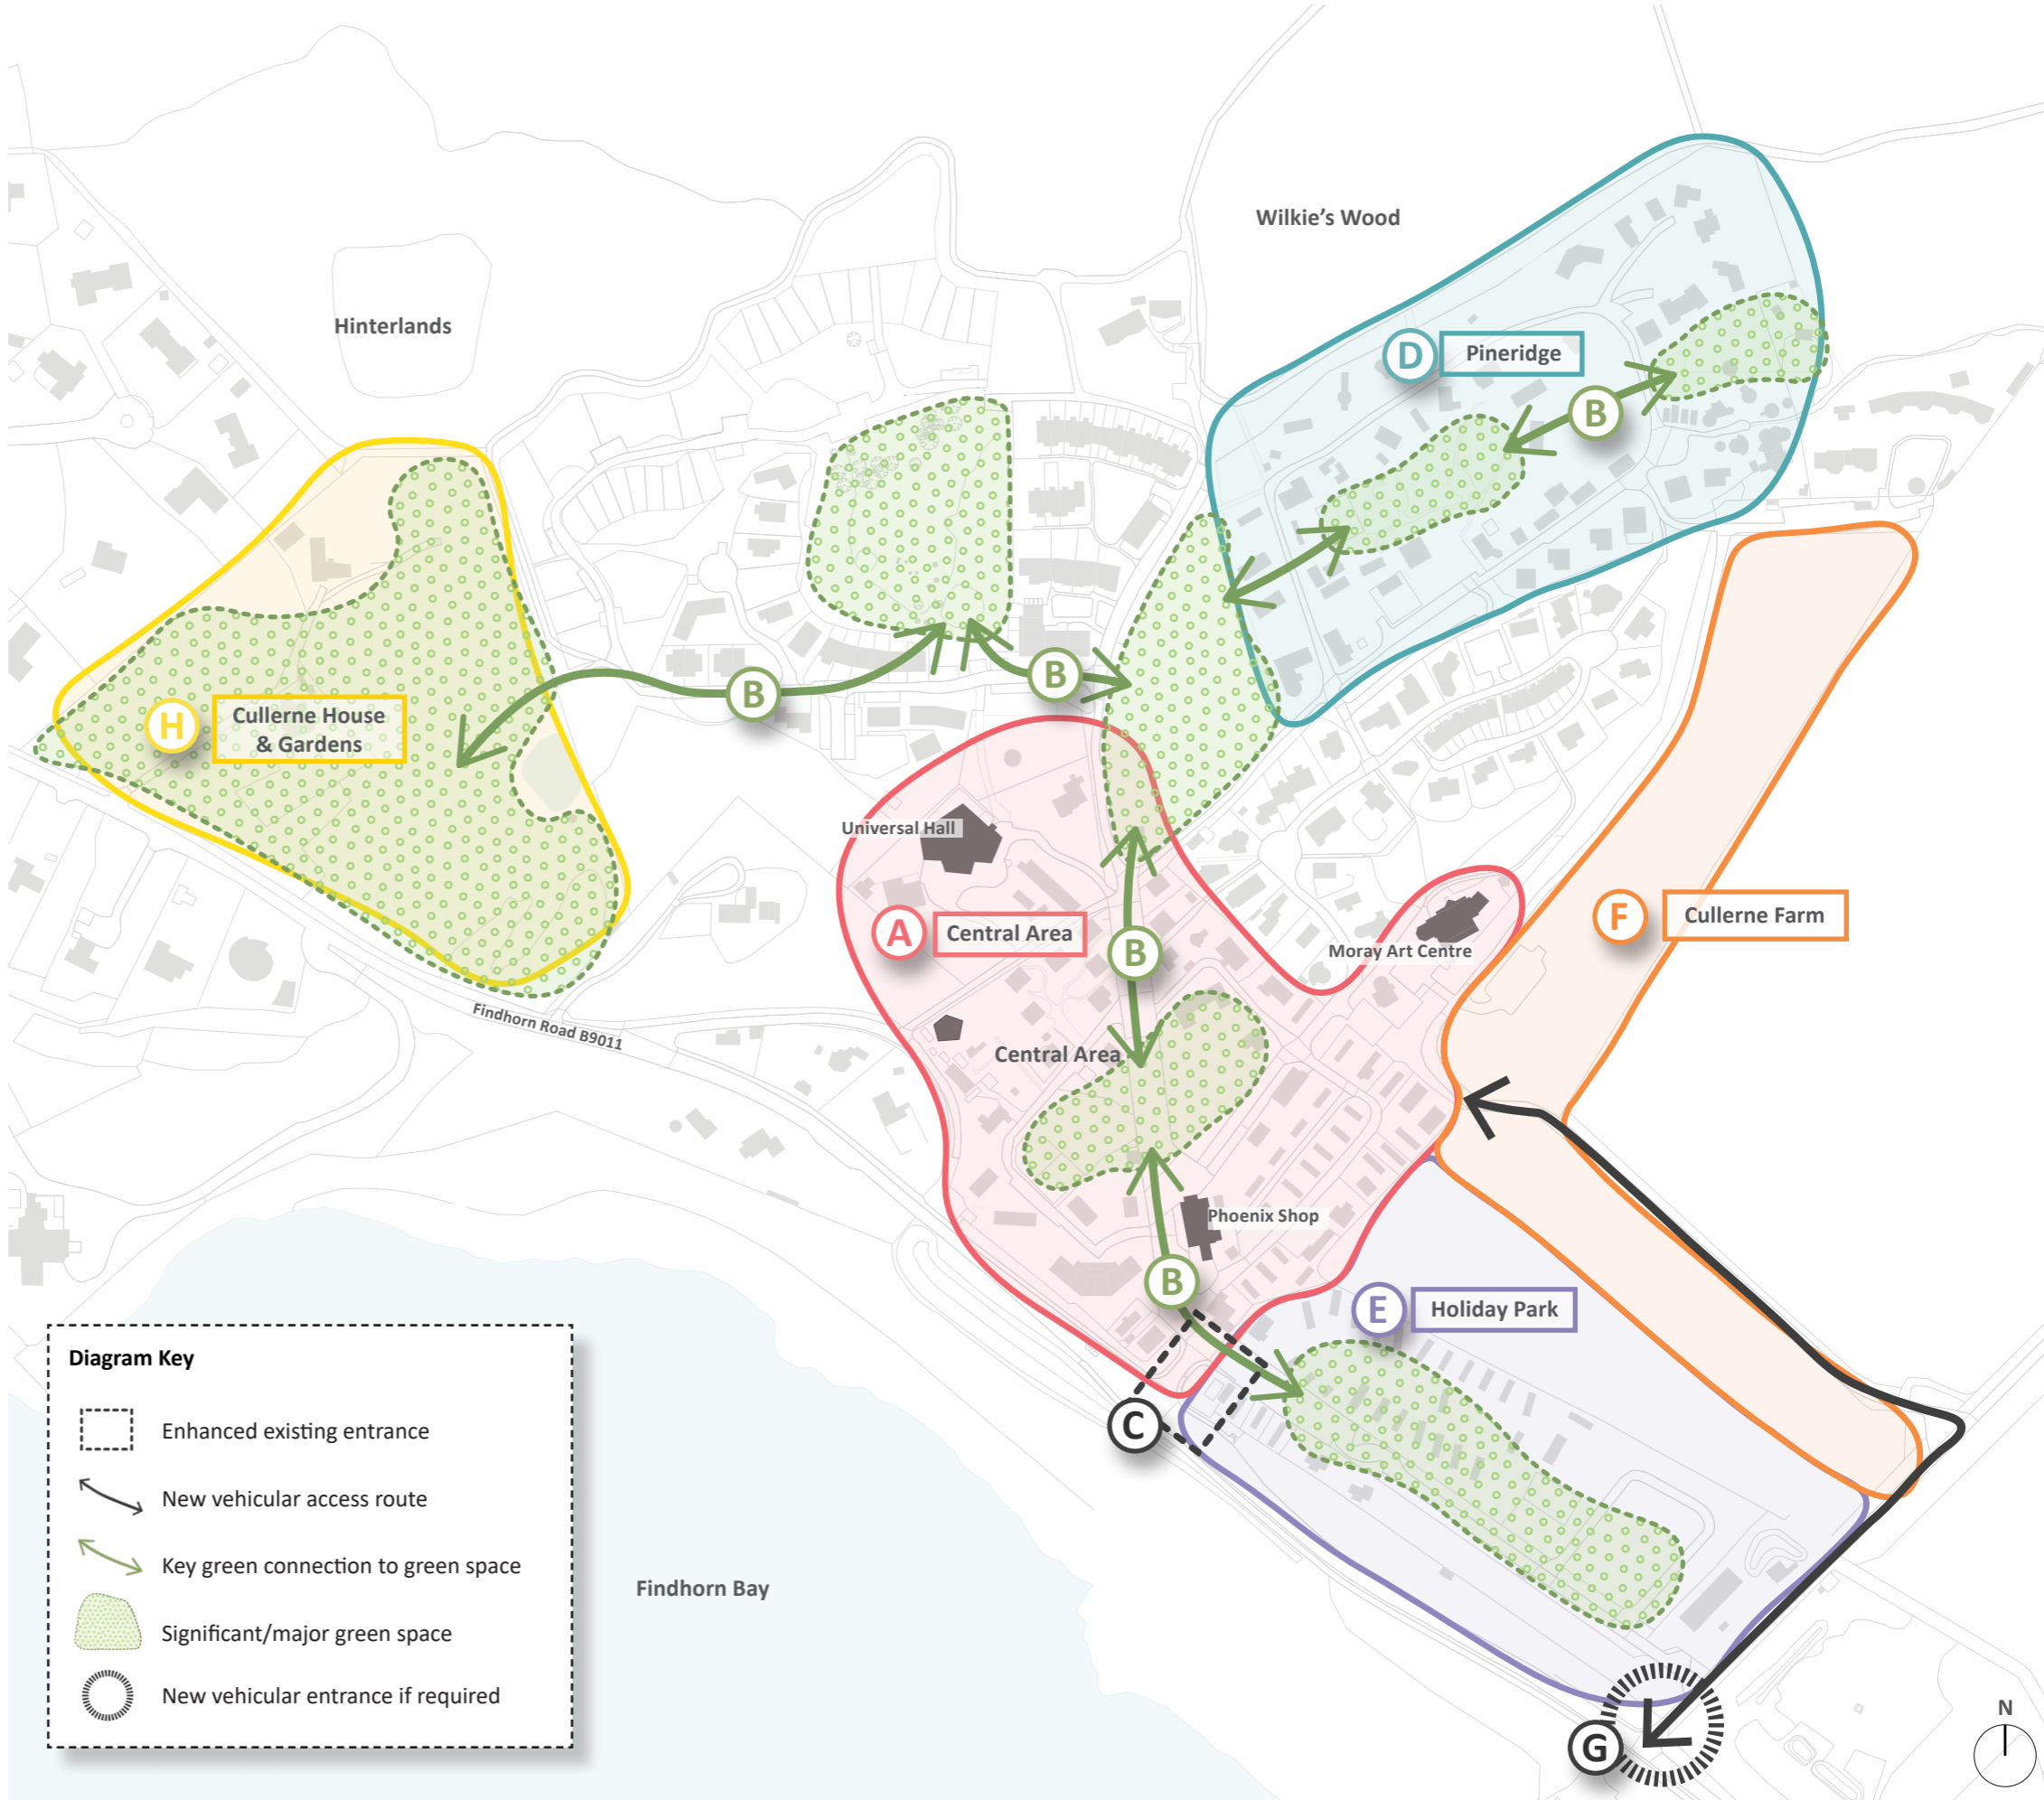 Wilkie's Wood
Hinterlands
D
Pineridge
B
B
B
H
Cullerne House
& Gardens
Universal Hall
A
Central Area
B
Moray Art Centre
F
Cullerne Farm
Findhorn Road B9011
Central Area
Phoenix Shop
B
E
Holiday Park
C
Diagram Key
Enhanced existing entrance
New vehicular access route
Key green connection to green space
Significant/major green space
New vehicular entrance if required
Findhorn Bay
G
N